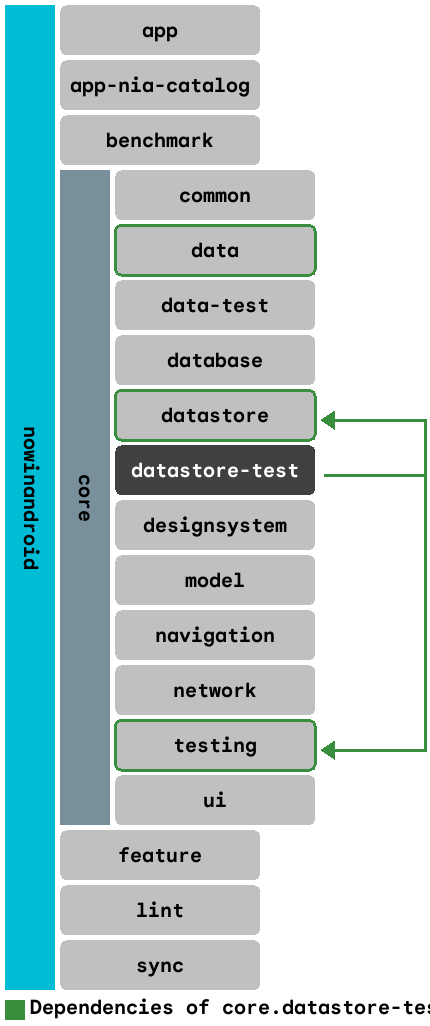 nowinandroid
app
app-nia-catalog
benchmark
core
common
data
data-test
database
datastore
datastore-test
designsystem
model
navigation
network
testing
ui
feature
lint
sync
Dependencies of core.datastore-tes